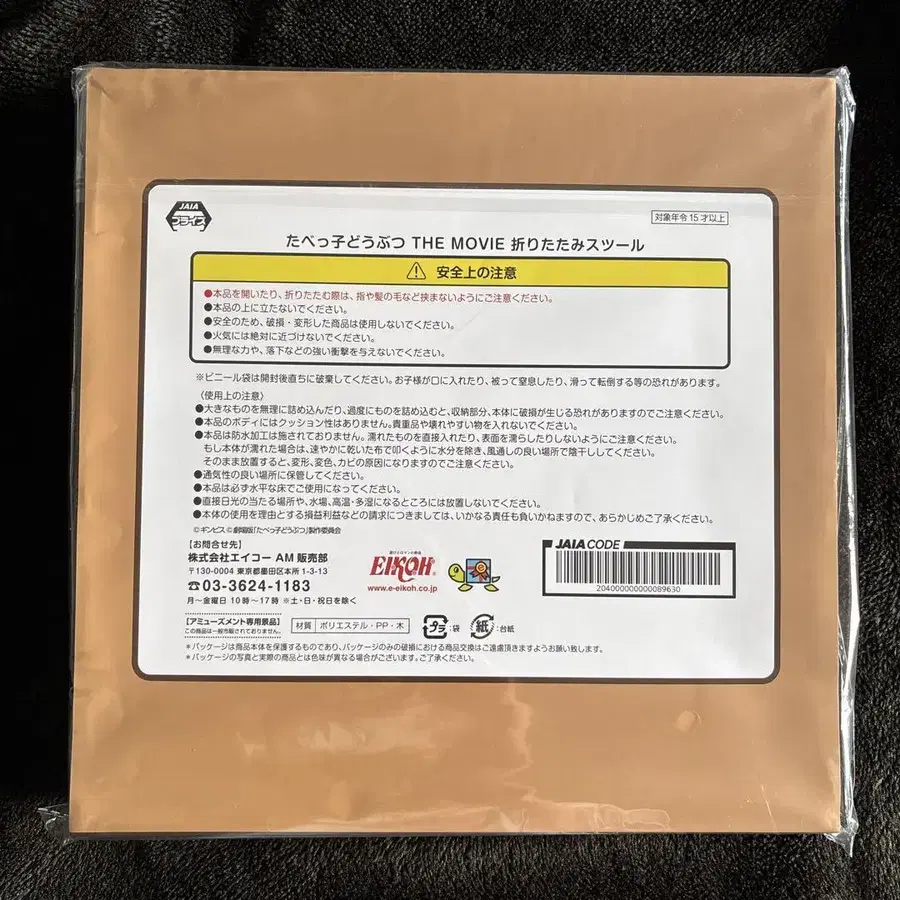 JAIA
プライズ
対象年令15才以上
たべっ子どうぶつ THE MOVIE 折りたたみスツール
安全上の注意
●本品を開いたり、折りたたむ際は、指や髪の毛など挟まないようにご注意ください。
●本品の上に立たないでください。
●安全のため、破損・変形した商品は使用しないでください。
●火気には絶対に近づけないでください。
●無理な力や、落下などの強い衝撃を与えないでください。
※ビニール袋は開封後直ちに破棄してください。お子様が口に入れたり、被って窒息したり、滑って転倒する等の恐れがあります。
〈使用上の注意〉
●大きなものを無理に詰め込んだり、過度にものを詰め込むと、収納部分、本体に破損が生じる恐れがありますのでご注意ください。
●本品のボディにはクッション性はありません。貴重品や壊れやすい物を入れないでください。
●本品は防水加工は施されておりません。濡れたものを直接入れたり、表面を濡らしたりしないようにご注意ください。
もし本体が濡れた場合は、速やかに乾いた布で叩くように水分を除き、風通しの良い場所で陰干ししてください。
そのまま放置すると、変形、変色、カビの原因になりますのでご注意ください。
●通気性の良い場所に保管してください。
●本品は必ず水平な床でご使用になってください。
●直接日光の当たる場所や、水場、高温・多湿になるところには放置しないでください。
●本体の使用を理由とする損益利益などの請求につきましては、いかなる責任も負いかねますので、あらかじめご了承ください。
©ギンビス ©劇場版「たべっ子どうぶつ」製作委員会
【お問合せ先】
株式会社エイコー AM販売部
〒130-0004 東京都墨田区本所1-3-13
☎03-3624-1183
月～金曜日10時～17時 ※土・日・祝日を除く
EIKOH
www.e-eikoh.co.jp
JAIA CODE
2040000000089630
【アミューズメント専用景品】
この商品は一般市販されておりません。
材質 ポリエステル・PP・木
プラ :袋
紙 :台紙
＊パッケージは商品本体を保護するものであり、パッケージのみの破損における商品交換はご遠慮頂きますようお願い致します。
＊パッケージの写真と実際の商品とは色味が異なる場合がございます。ご了承ください。